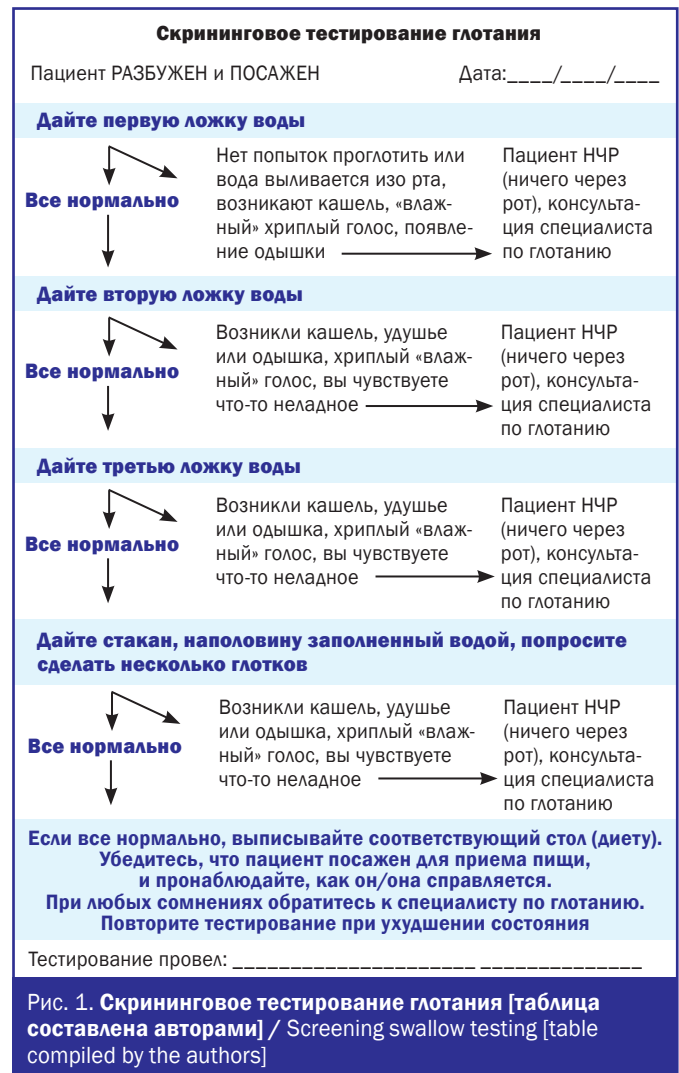 Скрининговое тестирование глотания
Пациент РАЗБУЖЕН и ПОСАЖЕН Дата:____/____/____
Дайте первую ложку воды
Все нормально
Нет попыток проглотить или
вода выливается изо рта,
возникают кашель, «влаж-
ный» хриплый голос, появле-
ние одышки
Пациент НЧР
(ничего через
рот), консульта-
ция специалиста
по глотанию
Дайте вторую ложку воды
Все нормально
Возникли кашель, удушье
или одышка, хриплый «влаж-
ный» голос, вы чувствуете
что-то неладное
Пациент НЧР
(ничего через
рот), консульта-
ция специалиста
по глотанию
Дайте третью ложку воды
Все нормально
Возникли кашель, удушье
или одышка, хриплый «влаж-
ный» голос, вы чувствуете
что-то неладное
Пациент НЧР
(ничего через
рот), консульта-
ция специалиста
по глотанию
Дайте стакан, наполовину заполненный водой, попросите
сделать несколько глотков
Все нормально
Возникли кашель, удушье
или одышка, хриплый «влаж-
ный» голос, вы чувствуете
что-то неладное
Пациент НЧР
(ничего через
рот), консульта-
ция специалиста
по глотанию
Если все нормально, выписывайте соответствующий стол (диету).
Убедитесь, что пациент посажен для приема пищи,
и пронаблюдайте, как он/она справляется.
При любых сомнениях обратитесь к специалисту по глотанию.
Повторите тестирование при ухудшении состояния
Тестирование провел: _____________________ ______________
Рис. 1. Скрининговое тестирование глотания [таблица
составлена авторами] / Screening swallow testing [table
compiled by the authors]